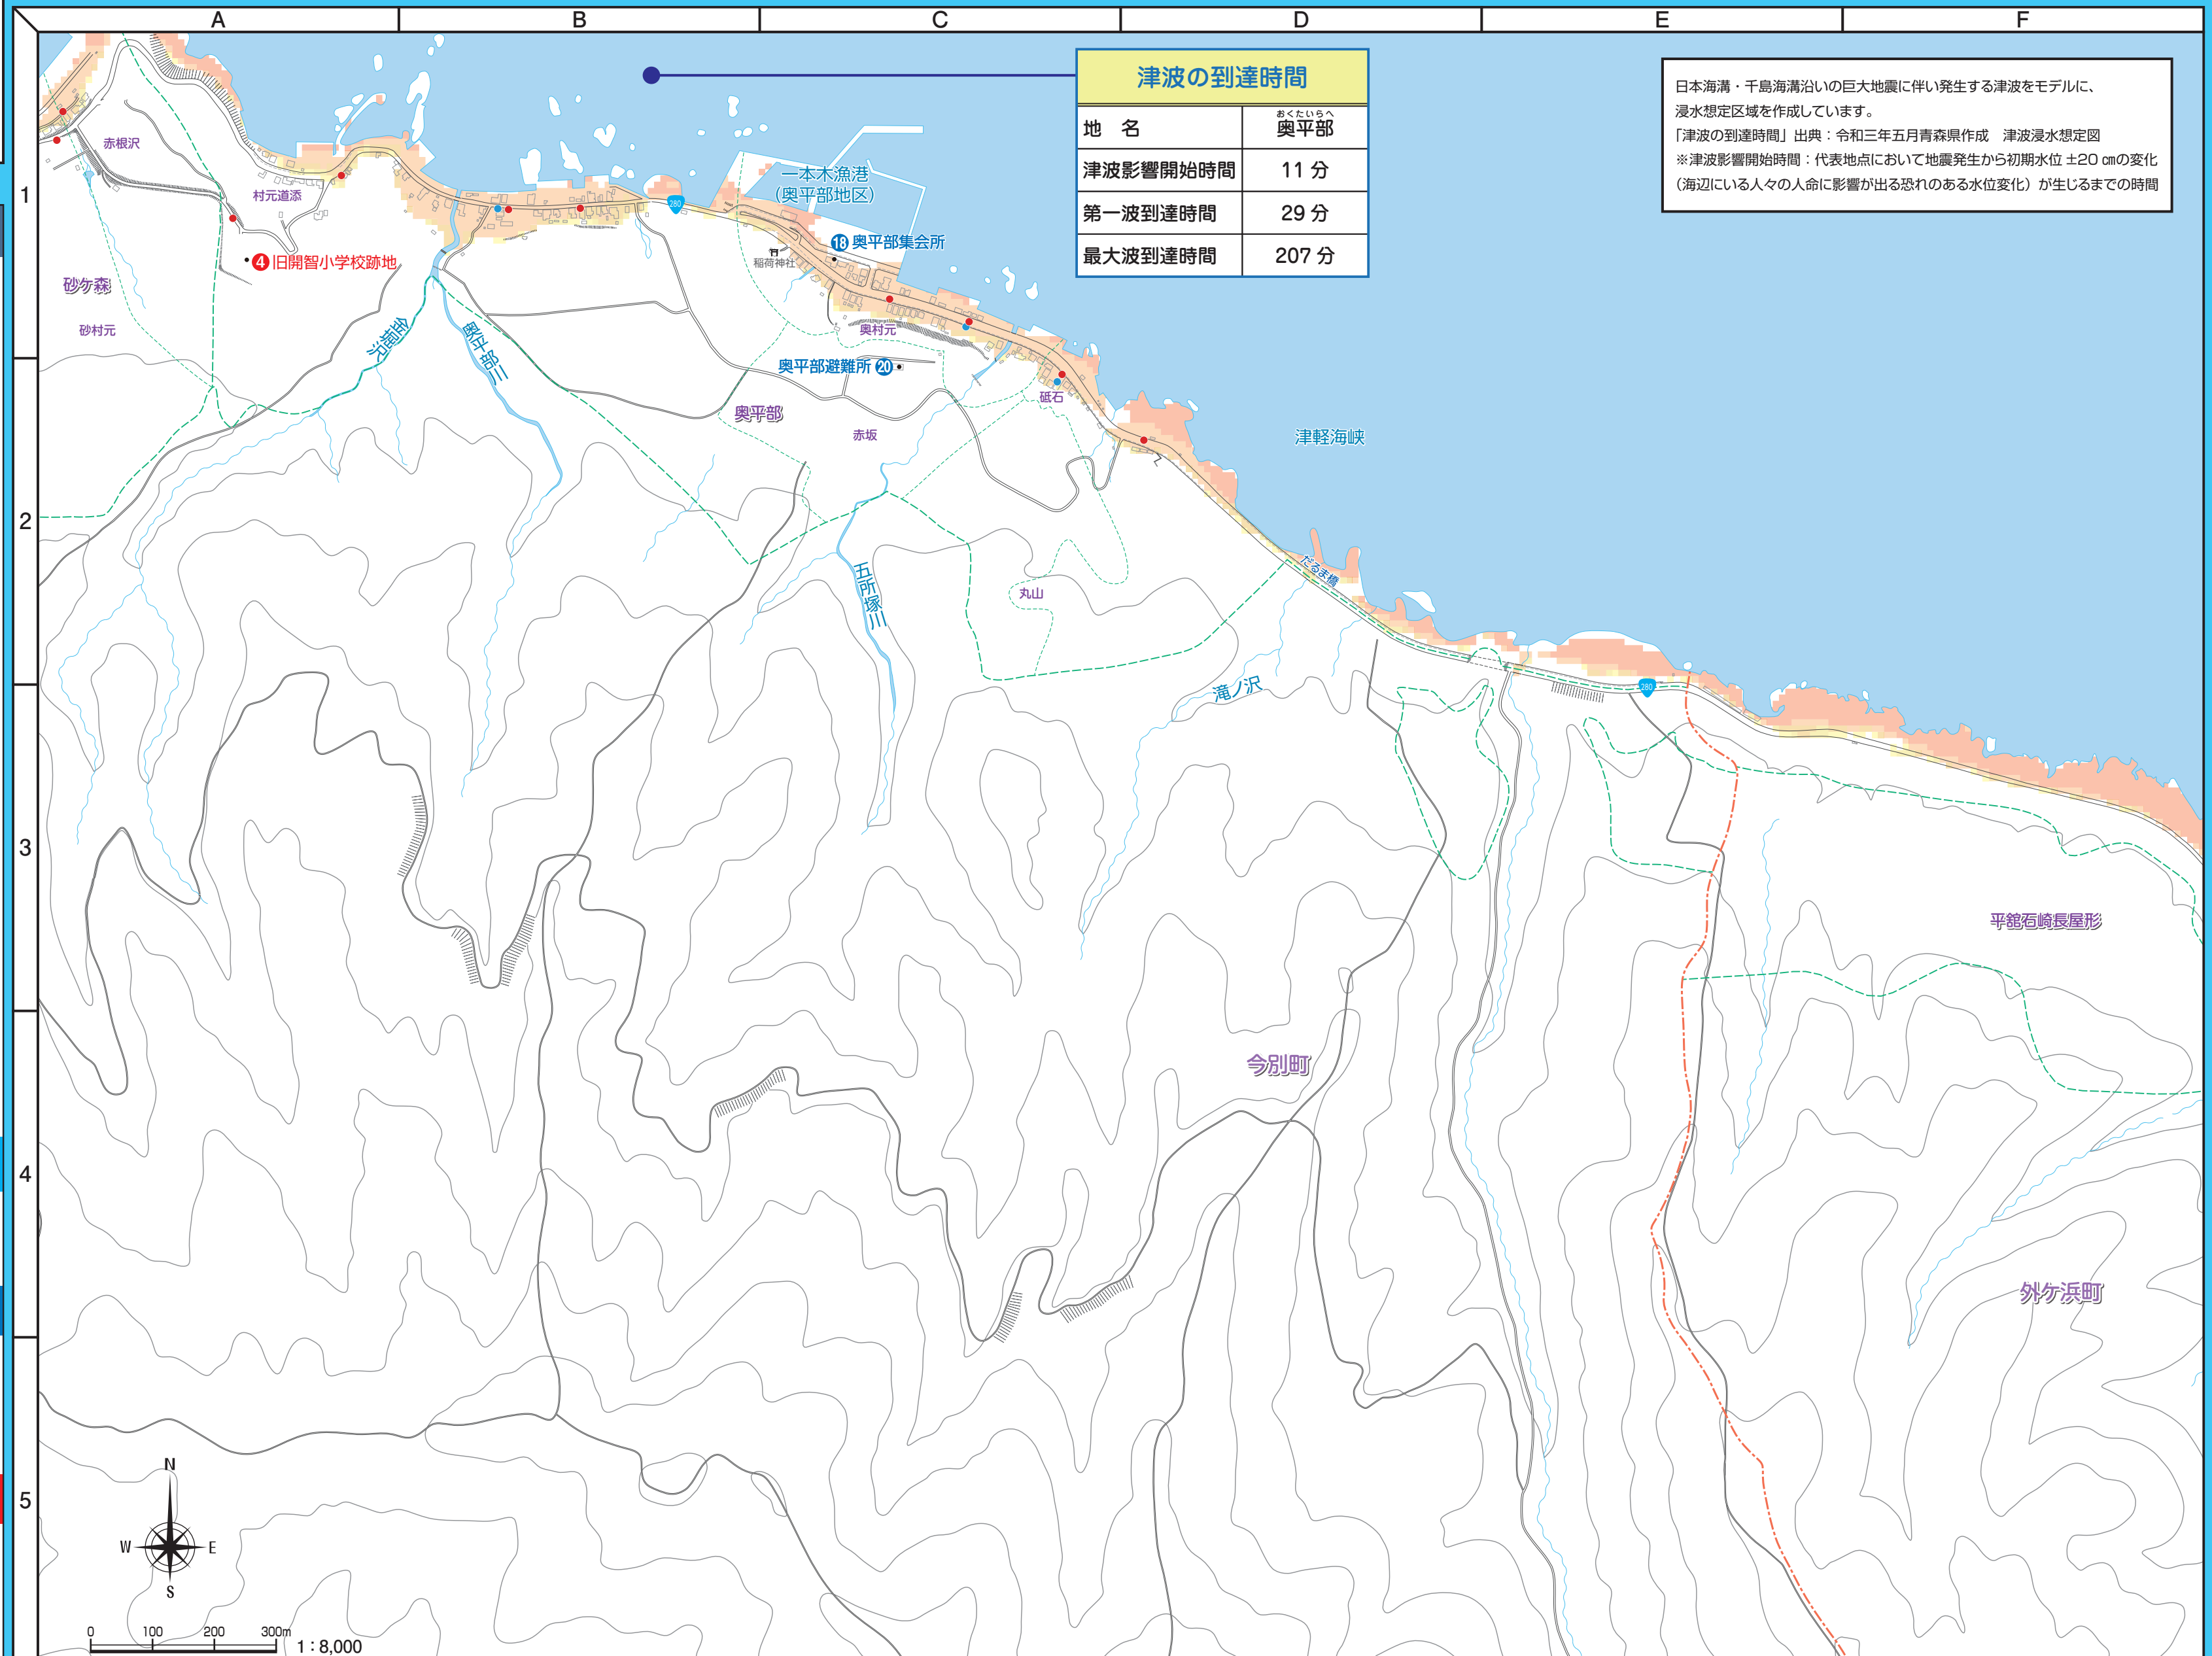 A
B
C
D
E
F
1
2
3
4
5
津波の到達時間
地 名
おくたいらべ
奥平部
津波影響開始時間
11 分
第一波到達時間
29 分
最大波到達時間
207 分
日本海溝・千島海溝沿いの巨大地震に伴い発生する津波をモデルに、
浸水想定区域を作成しています。
「津波の到達時間」出典：令和三年五月青森県作成 津波浸水想定図
※津波影響開始時間：代表地点において地震発生から初期水位 ±20 ㎝の変化
（海辺にいる人々の人命に影響が出る恐れのある水位変化）が生じるまでの時間
赤根沢
村元道添
4 旧開智小学校跡地
砂ケ森
砂村元
奥平部川
280
一本木漁港
（奥平部地区）
18 奥平部集会所
稲荷神社
奥村元
奥平部避難所 20
砥石
奥平部
赤坂
津軽海峡
五所塚川
丸山
だるま橋
滝ノ沢
280
平舘石崎長屋形
今別町
外ケ浜町
N
W
E
S
0
100
200
300m
1：8,000